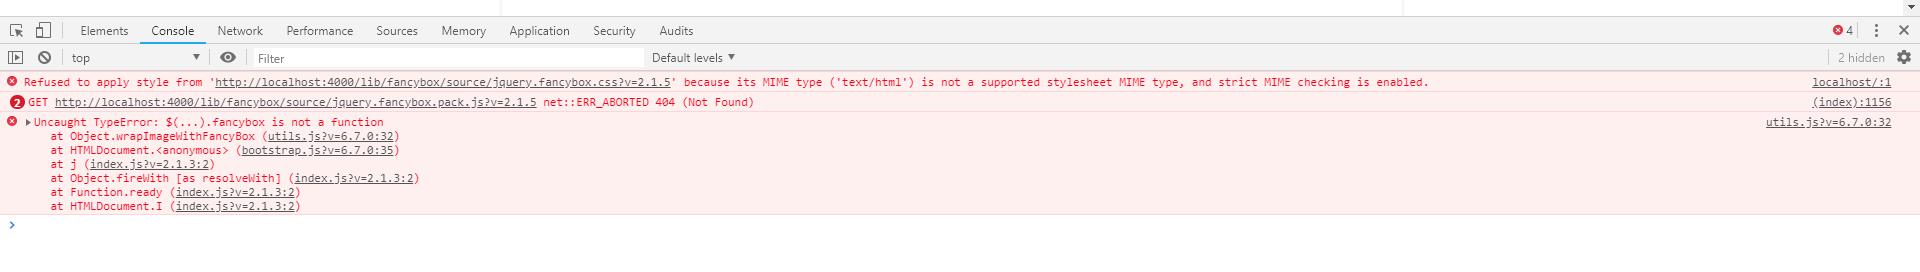 Elements Console Network Performance Sources Memory Application Security Audits 4
top Filter Default levels 2 hidden
Refused to apply style from 'http://localhost:4000/lib/fancybox/source/jquery.fancybox.css?v=2.1.5' because its MIME type ('text/html') is not a supported stylesheet MIME type, and strict MIME checking is enabled. localhost/:1
2 GET http://localhost:4000/lib/fancybox/source/jquery.fancybox.pack.js?v=2.1.5 net::ERR_ABORTED 404 (Not Found) (index):1156
Uncaught TypeError: $(...).fancybox is not a function utils.js?v=6.7.0:32
at Object.wrapImageWithFancyBox (utils.js?v=6.7.0:32)
at HTMLDocument.<anonymous> (bootstrap.js?v=6.7.0:35)
at j (index.js?v=2.1.3:2)
at Object.fireWith [as resolveWith] (index.js?v=2.1.3:2)
at Function.ready (index.js?v=2.1.3:2)
at HTMLDocument.I (index.js?v=2.1.3:2)